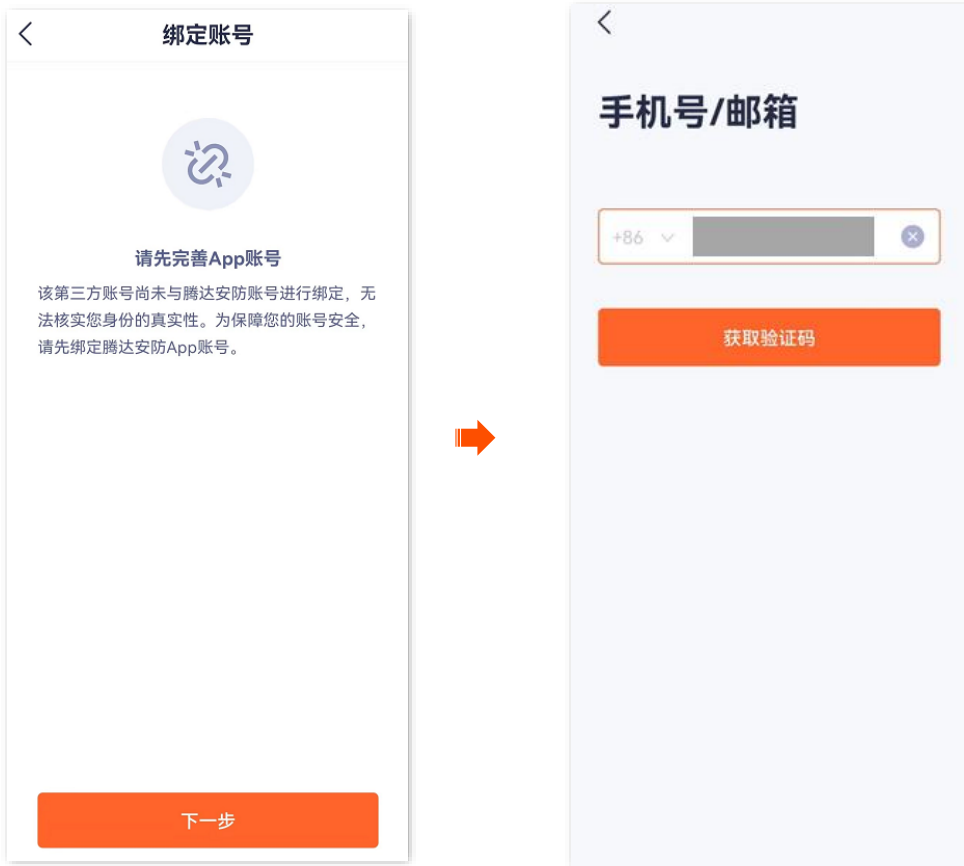 绑定账号
请先完善App账号
该第三方账号尚未与腾达安防账号进行绑定，无
法核实您身份的真实性。为保障您的账号安全，
请先绑定腾达安防App账号。
下一步
手机号/邮箱
+86
获取验证码